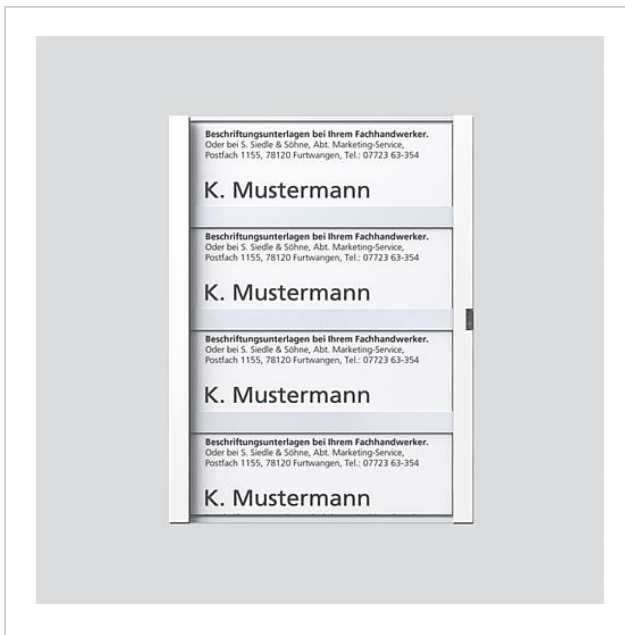 Beschriftungsunterlagen bei Ihrem Fachhandwerker.
Oder bei S. Siedle & Söhne, Abt. Marketing-Service,
Postfach 1155, 78120 Furtwangen, Tel.: 07723 63-354
K. Mustermann
Beschriftungsunterlagen bei Ihrem Fachhandwerker.
Oder bei S. Siedle & Söhne, Abt. Marketing-Service,
Postfach 1155, 78120 Furtwangen, Tel.: 07723 63-354
K. Mustermann
Beschriftungsunterlagen bei Ihrem Fachhandwerker.
Oder bei S. Siedle & Söhne, Abt. Marketing-Service,
Postfach 1155, 78120 Furtwangen, Tel.: 07723 63-354
K. Mustermann
Beschriftungsunterlagen bei Ihrem Fachhandwerker.
Oder bei S. Siedle & Söhne, Abt. Marketing-Service,
Postfach 1155, 78120 Furtwangen, Tel.: 07723 63-354
K. Mustermann